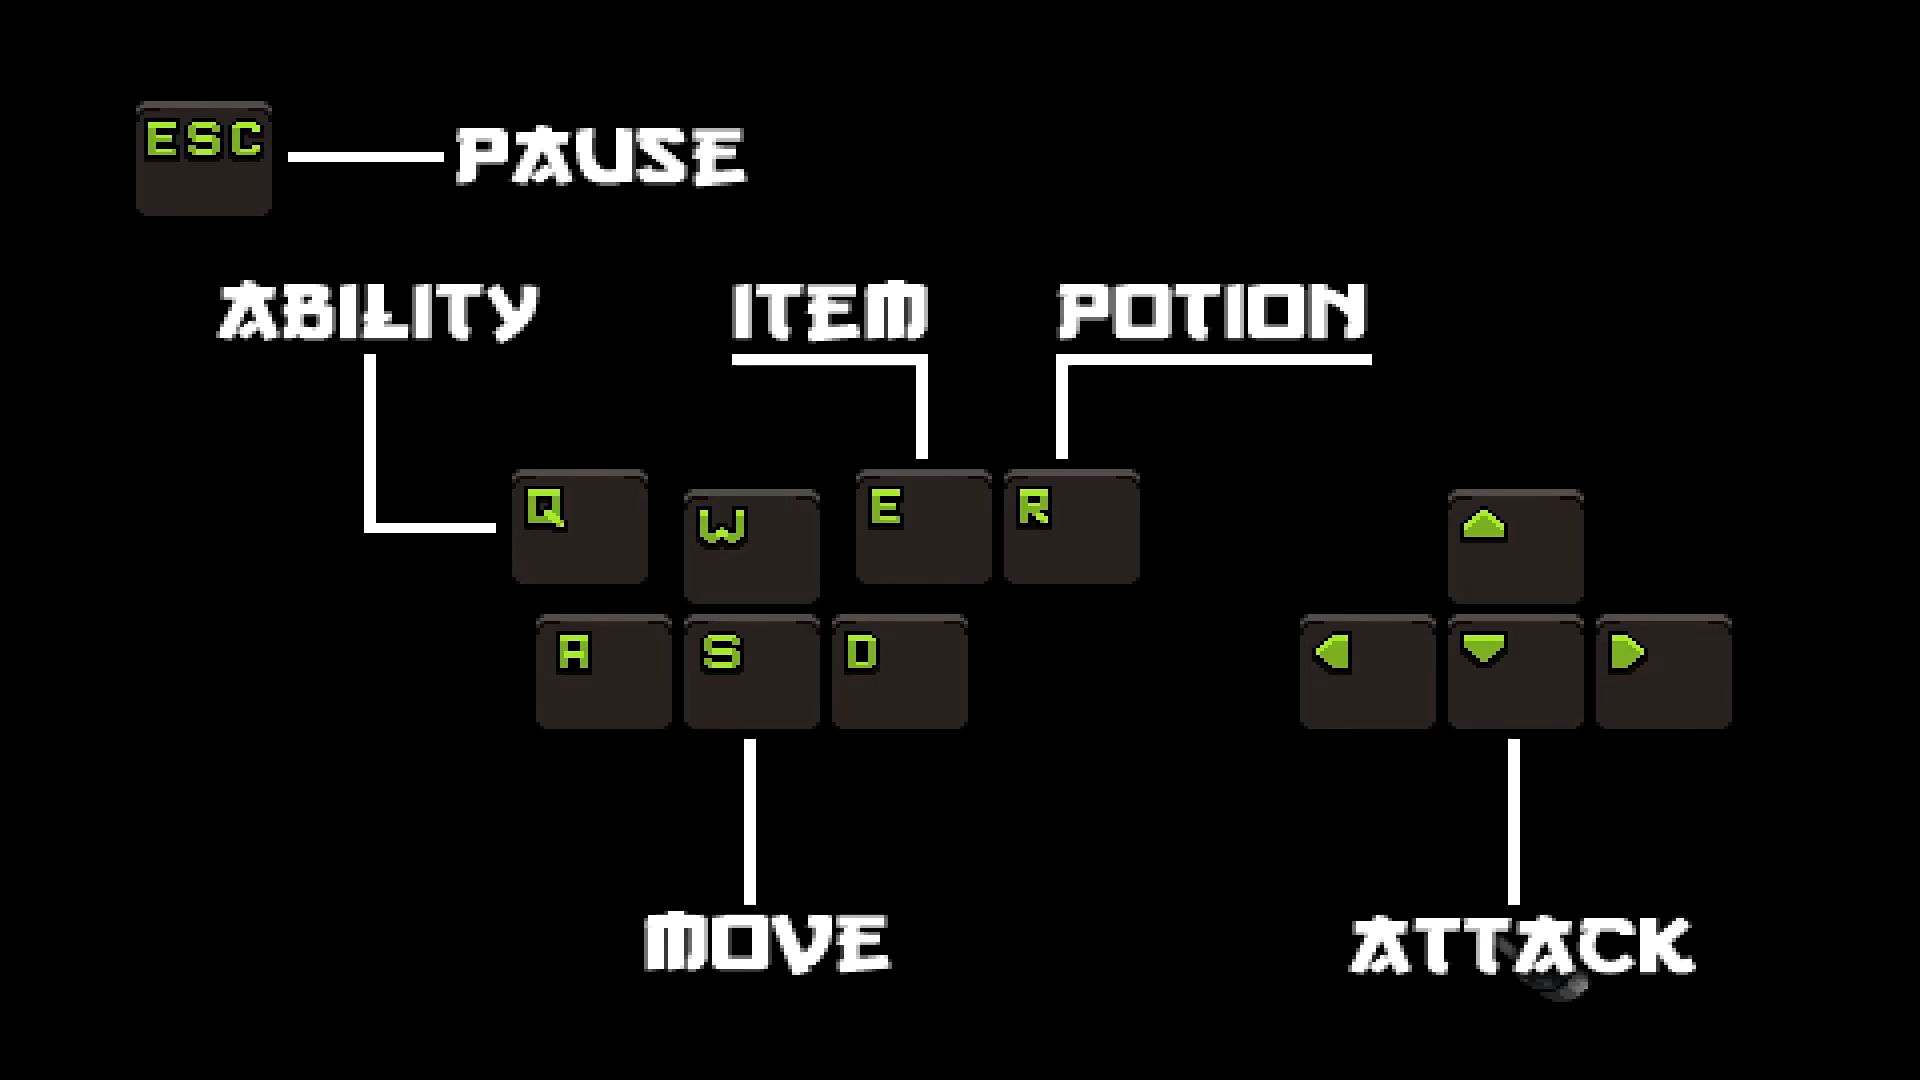 ESC PAUSE
ABILITY ITEM POTION
Q W E R
A S D
MOVE ATTACK